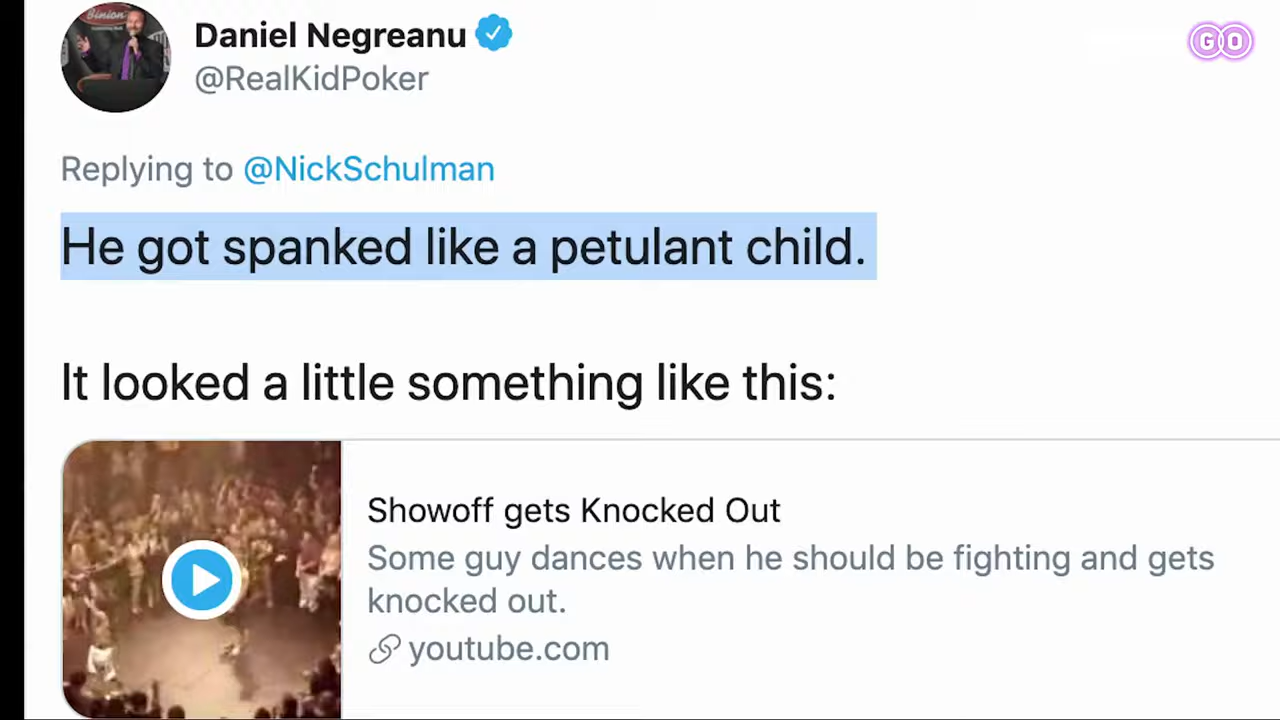 Binion's
Daniel Negreanu
@RealKidPoker
GO
Replying to @NickSchulman
He got spanked like a petulant child.
It looked a little something like this:
Showoff gets Knocked Out
Some guy dances when he should be fighting and gets
knocked out.
youtube.com